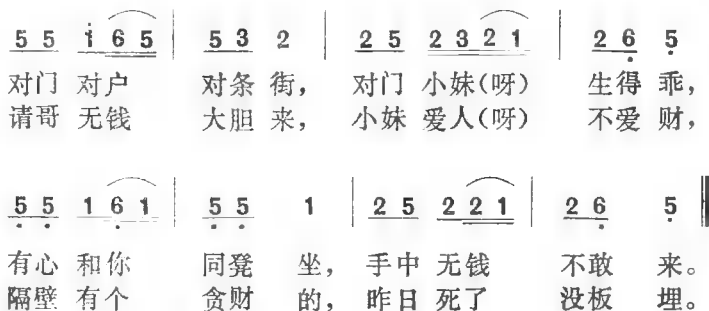 5 5 i 6 5 | 5 3 2 | 2 5 2 3 2 1 | 2 6 5
对门 对户 对条 街， 对门 小妹(呀) 生得 乖，
请哥 无钱 大胆 来， 小妹 爱人(呀) 不爱 财，
5 5 1 6 1 | 5 5 1 | 2 5 2 2 1 | 2 6 5
有心 和你 同凳 坐， 手中 无钱 不敢 来。
隔壁 有个 贪财 的， 昨日 死了 没板 埋。